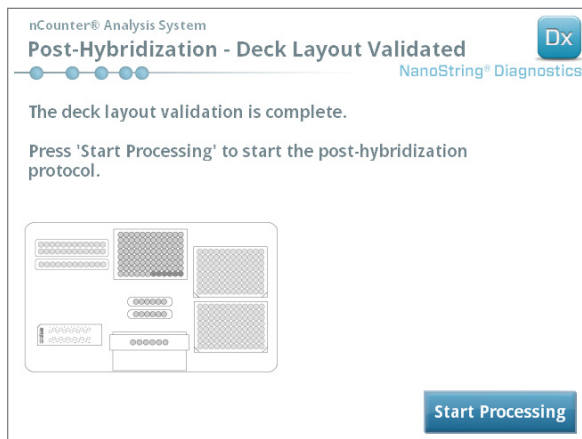 nCounter® Analysis System
Post-Hybridization - Deck Layout Validated
Dx
NanoString® Diagnostics
The deck layout validation is complete.
Press 'Start Processing' to start the post-hybridization
protocol.
Start Processing